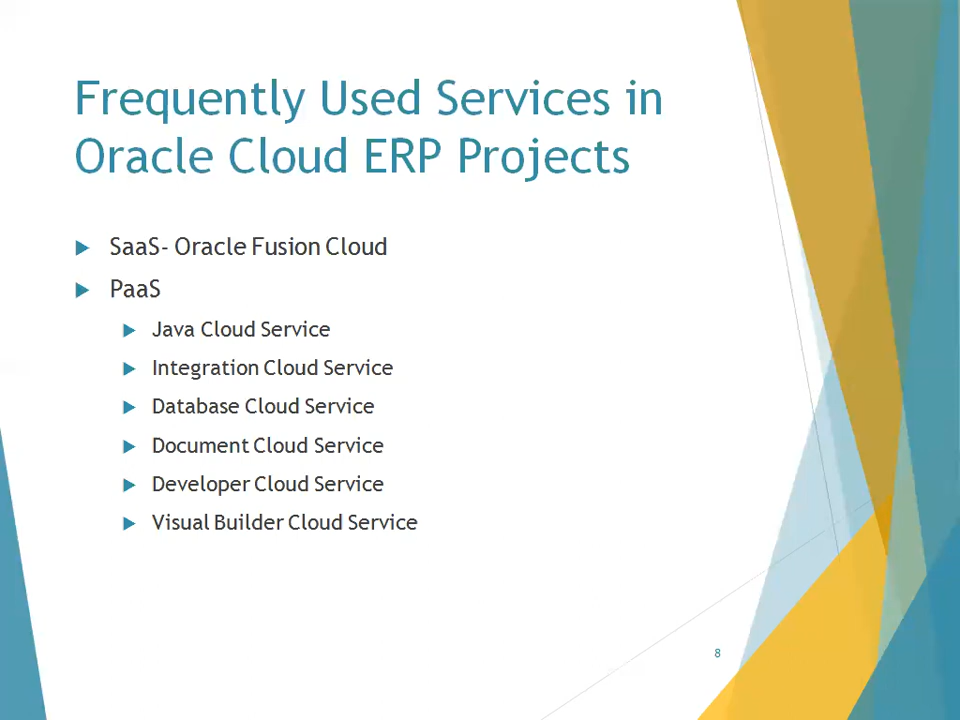 Frequently Used Services in
Oracle Cloud ERP Projects
SaaS- Oracle Fusion Cloud
PaaS
Java Cloud Service
Integration Cloud Service
Database Cloud Service
Document Cloud Service
Developer Cloud Service
Visual Builder Cloud Service
8